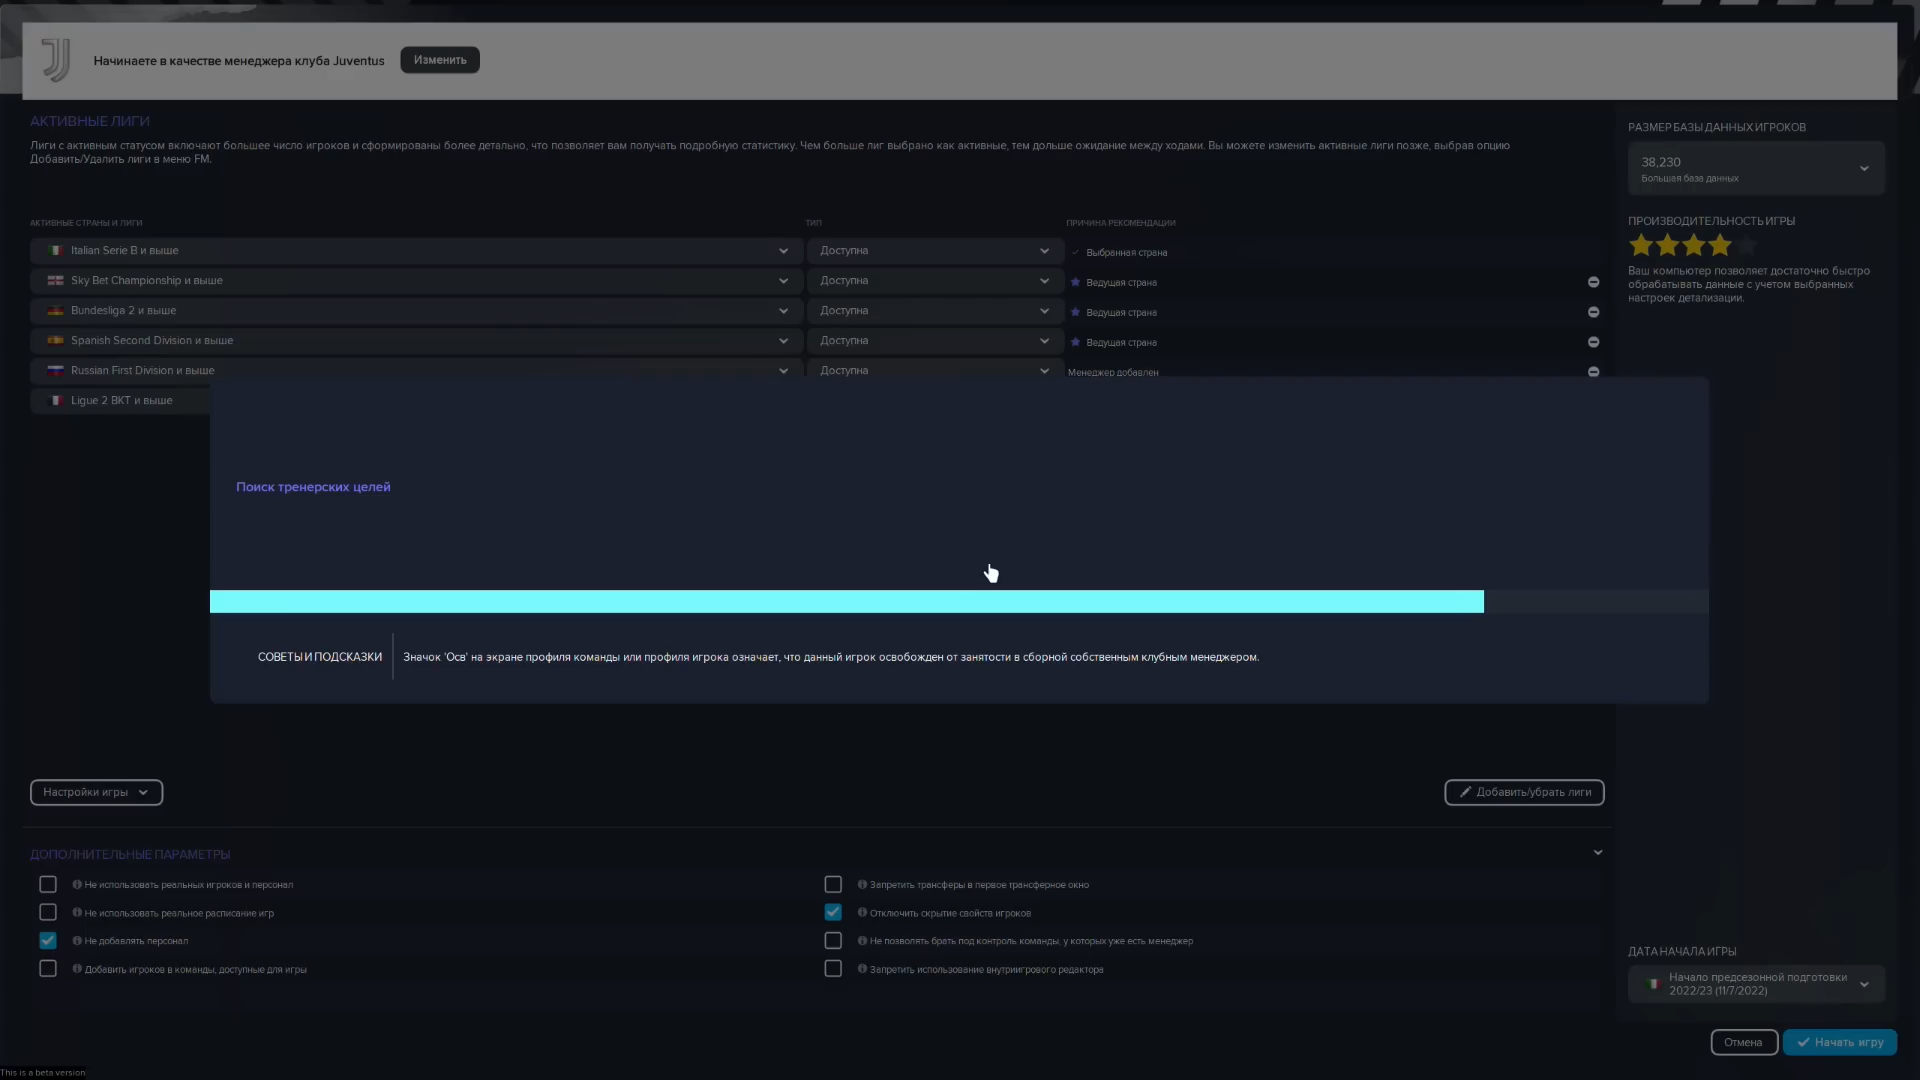 Начинаете в качестве менеджера клуба Juventus
Изменить
АКТИВНЫЕ ЛИГИ
Лиги с активным статусом включают большее число игроков и сформированы более детально, что позволяет вам получать подробную статистику. Чем больше лиг выбрано как активные, тем дольше ожидание между ходами. Вы можете изменить активные лиги позже, выбрав опцию
Добавить/Удалить лиги в меню FM.
АКТИВНЫЕ СТРАНЫ И ЛИГИ
ТИП
ПРИЧИНА РЕКОМЕНДАЦИИ
Italian Serie B и выше
Доступна
Выбранная страна
Sky Bet Championship и выше
Доступна
Ведущая страна
Bundesliga 2 и выше
Доступна
Ведущая страна
Spanish Second Division и выше
Доступна
Ведущая страна
Russian First Division и выше
Доступна
Менеджер добавлен
Ligue 2 BKT и выше
РАЗМЕР БАЗЫ ДАННЫХ ИГРОКОВ
38,230
Большая база данных
ПРОИЗВОДИТЕЛЬНОСТЬ ИГРЫ
Ваш компьютер позволяет достаточно быстро
обрабатывать данные с учетом выбранных
настроек детализации.
Поиск тренерских целей
СОВЕТЫ И ПОДСКАЗКИ
Значок 'Осв' на экране профиля команды или профиля игрока означает, что данный игрок освобожден от занятости в сборной собственным клубным менеджером.
Настройки игры
Добавить/убрать лиги
ДОПОЛНИТЕЛЬНЫЕ ПАРАМЕТРЫ
Не использовать реальных игроков и персонал
Запретить трансферы в первое трансферное окно
Не использовать реальное расписание игр
Отключить скрытие свойств игроков
Не добавлять персонал
Не позволять брать под контроль команды, у которых уже есть менеджер
Добавить игроков в команды, доступные для игры
Запретить использование внутриигрового редактора
ДАТА НАЧАЛА ИГРЫ
Начало предсезонной подготовки
2022/23 (11/7/2022)
Отмена
Начать игру
This is a beta version